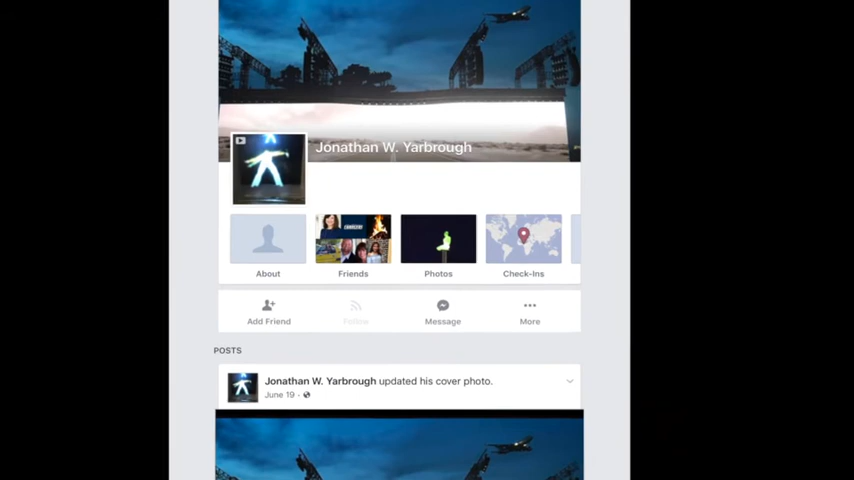 Jonathan W. Yarbrough
About
Friends
Photos
Check-Ins
Add Friend
Follow
Message
More
POSTS
Jonathan W. Yarbrough updated his cover photo.
June 19 ·